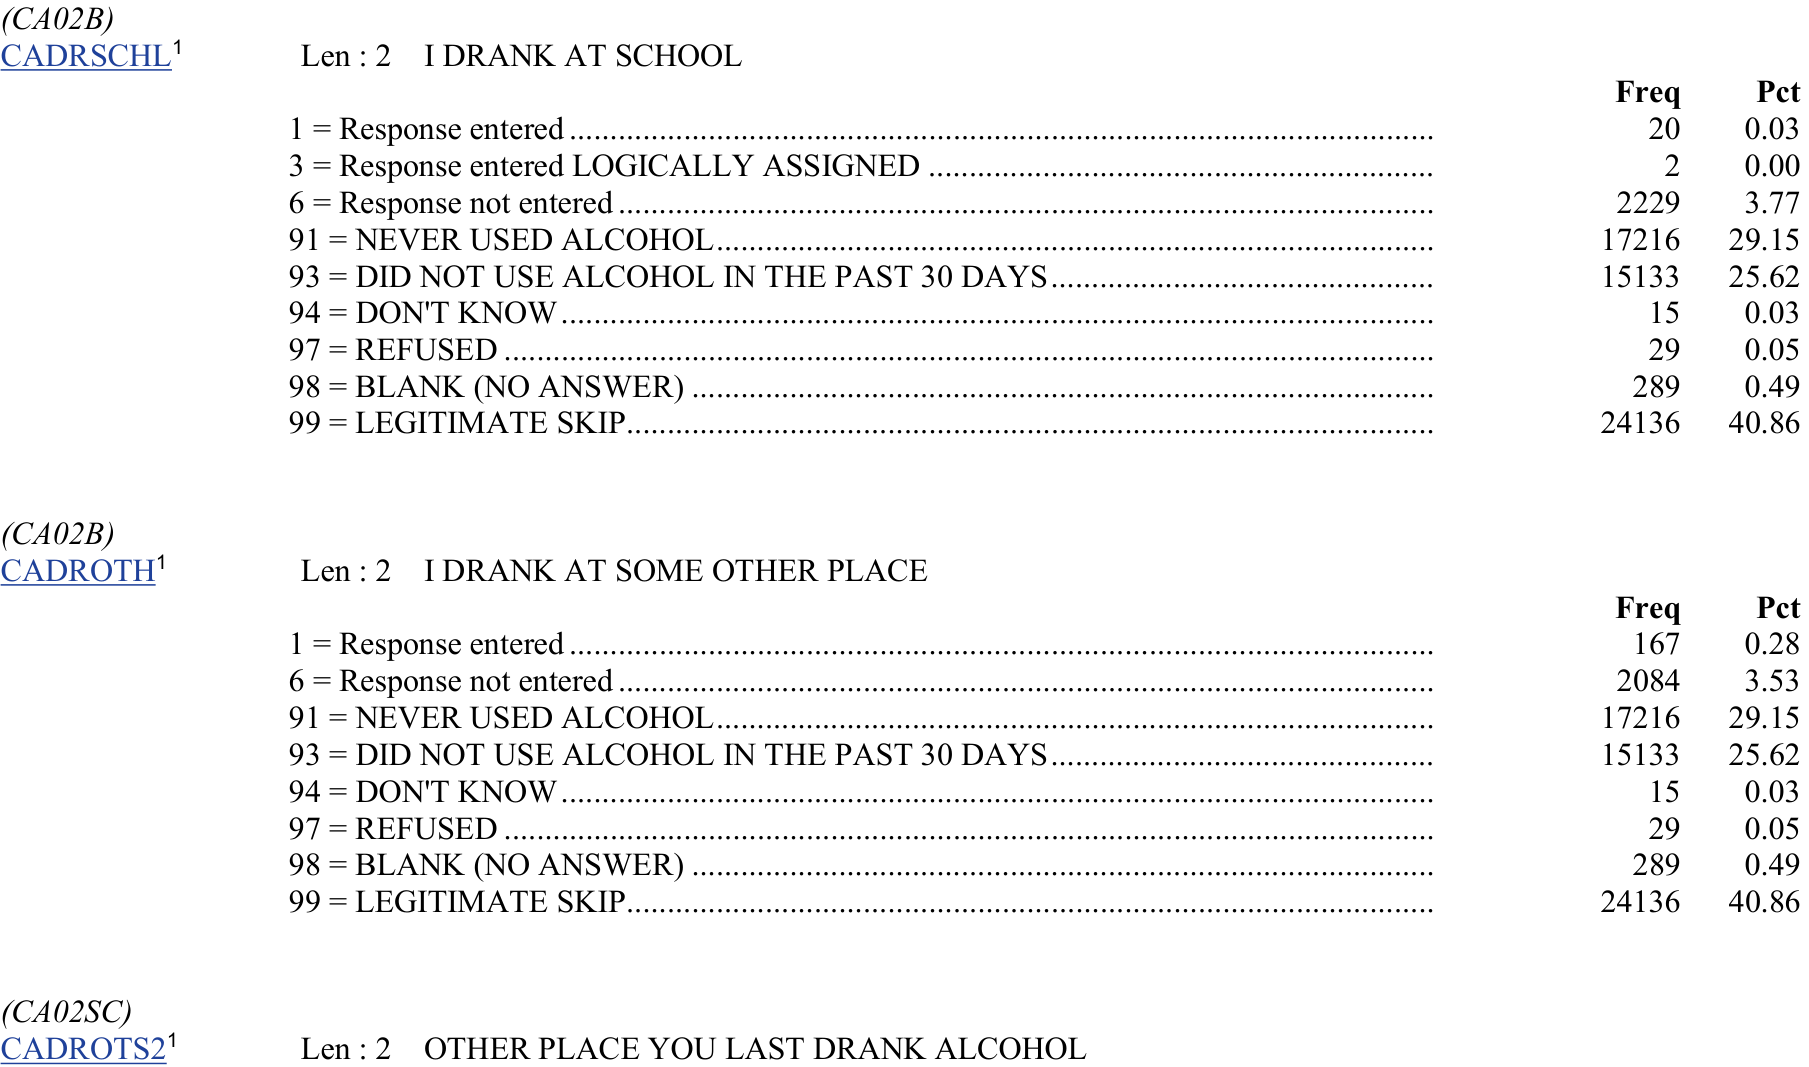 (CA02B)
CADRSCHL1 Len : 2 I DRANK AT SCHOOL
Freq Pct
1 = Response entered ........ 20 0.03
3 = Response entered LOGICALLY ASSIGNED ........ 2 0.00
6 = Response not entered ........ 2229 3.77
91 = NEVER USED ALCOHOL ........ 17216 29.15
93 = DID NOT USE ALCOHOL IN THE PAST 30 DAYS ........ 15133 25.62
94 = DON'T KNOW ........ 15 0.03
97 = REFUSED ........ 29 0.05
98 = BLANK (NO ANSWER) ........ 289 0.49
99 = LEGITIMATE SKIP ........ 24136 40.86
(CA02B)
CADROTH1 Len : 2 I DRANK AT SOME OTHER PLACE
Freq Pct
1 = Response entered ........ 167 0.28
6 = Response not entered ........ 2084 3.53
91 = NEVER USED ALCOHOL ........ 17216 29.15
93 = DID NOT USE ALCOHOL IN THE PAST 30 DAYS ........ 15133 25.62
94 = DON'T KNOW ........ 15 0.03
97 = REFUSED ........ 29 0.05
98 = BLANK (NO ANSWER) ........ 289 0.49
99 = LEGITIMATE SKIP ........ 24136 40.86
(CA02SC)
CADROTS21 Len : 2 OTHER PLACE YOU LAST DRANK ALCOHOL